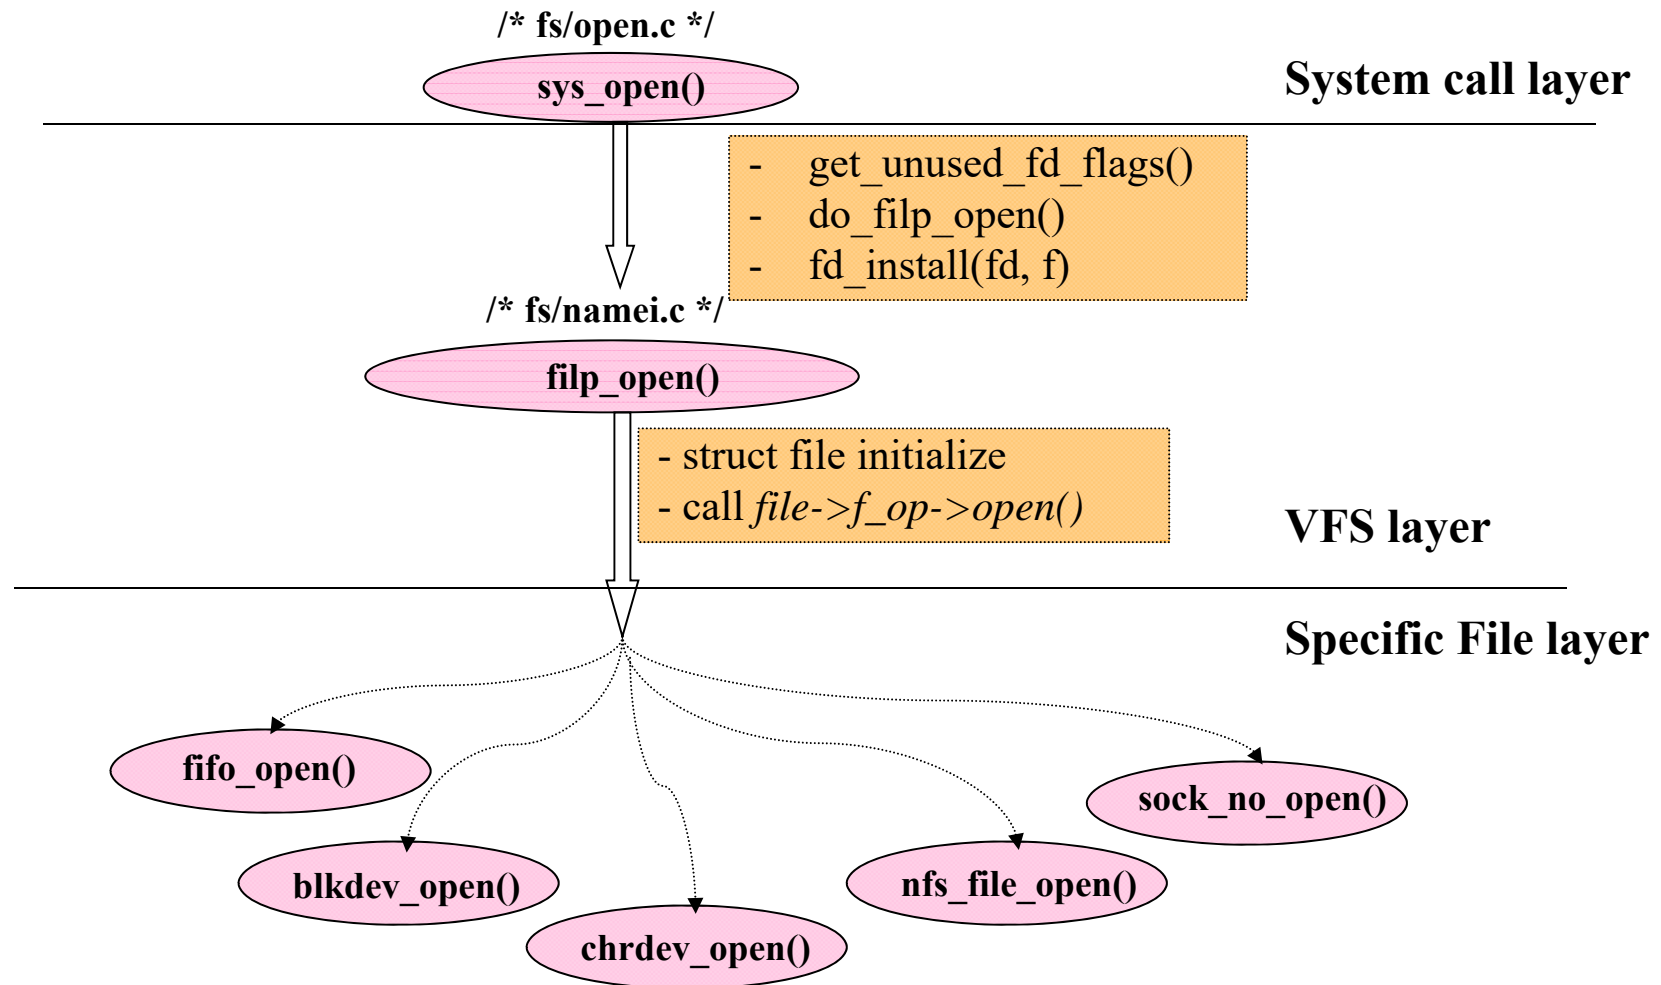 /* fs/open.c */
sys_open()
System call layer
- get_unused_fd_flags()
- do_filp_open()
- fd_install(fd, f)
/* fs/namei.c */
filp_open()
- struct file initialize
- call file->f_op->open()
VFS layer
Specific File layer
fifo_open()
sock_no_open()
blkdev_open()
nfs_file_open()
chrdev_open()